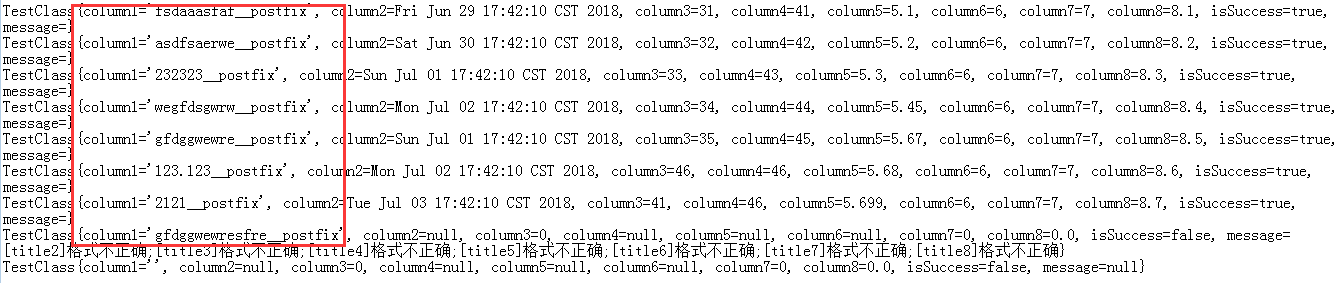 TestClass{column1='fsdaaasfaf__postfix', column2=Fri Jun 29 17:42:10 CST 2018, column3=31, column4=41, column5=5.1, column6=6, column7=7, column8=8.1, isSuccess=true,
message=}
TestClass{column1='asdfsaerwe__postfix', column2=Sat Jun 30 17:42:10 CST 2018, column3=32, column4=42, column5=5.2, column6=6, column7=7, column8=8.2, isSuccess=true,
message=}
TestClass{column1='232323__postfix', column2=Sun Jul 01 17:42:10 CST 2018, column3=33, column4=43, column5=5.3, column6=6, column7=7, column8=8.3, isSuccess=true,
message=}
TestClass{column1='wegfdsgwrw__postfix', column2=Mon Jul 02 17:42:10 CST 2018, column3=34, column4=44, column5=5.45, column6=6, column7=7, column8=8.4, isSuccess=true,
message=}
TestClass{column1='gfdggwewre__postfix', column2=Sun Jul 01 17:42:10 CST 2018, column3=35, column4=45, column5=5.67, column6=6, column7=7, column8=8.5, isSuccess=true,
message=}
TestClass{column1='123.123__postfix', column2=Mon Jul 02 17:42:10 CST 2018, column3=46, column4=46, column5=5.68, column6=6, column7=7, column8=8.6, isSuccess=true,
message=}
TestClass{column1='2121__postfix', column2=Tue Jul 03 17:42:10 CST 2018, column3=41, column4=46, column5=5.699, column6=6, column7=7, column8=8.7, isSuccess=true,
message=}
TestClass{column1='gfdggwewresfre__postfix', column2=null, column3=0, column4=null, column5=null, column6=null, column7=0, column8=0.0, isSuccess=false, message=
[title2]格式不正确;[title3]格式不正确;[title4]格式不正确;[title5]格式不正确;[title6]格式不正确;[title7]格式不正确;[title8]格式不正确}
TestClass{column1='', column2=null, column3=0, column4=null, column5=null, column6=null, column7=0, column8=0.0, isSuccess=false, message=null}